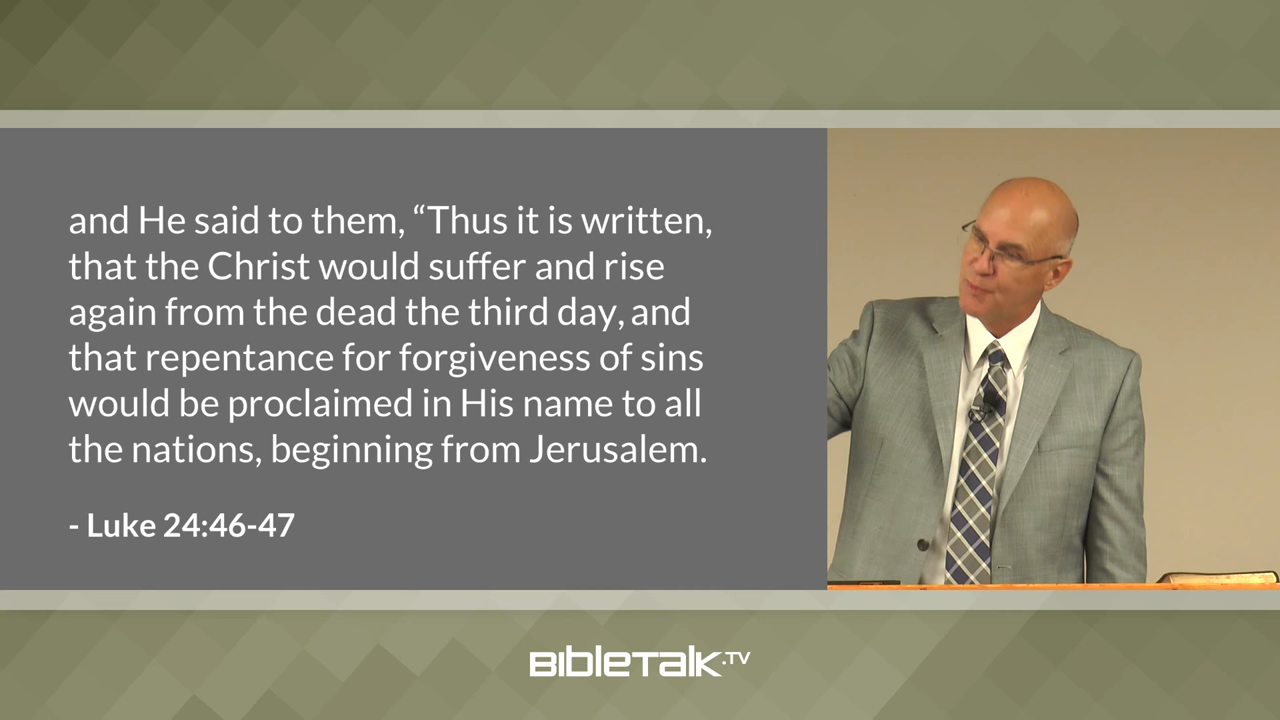 and He said to them, “Thus it is written,
that the Christ would suffer and rise
again from the dead the third day, and
that repentance for forgiveness of sins
would be proclaimed in His name to all
the nations, beginning from Jerusalem.
- Luke 24:46-47
BibleTalk.TV